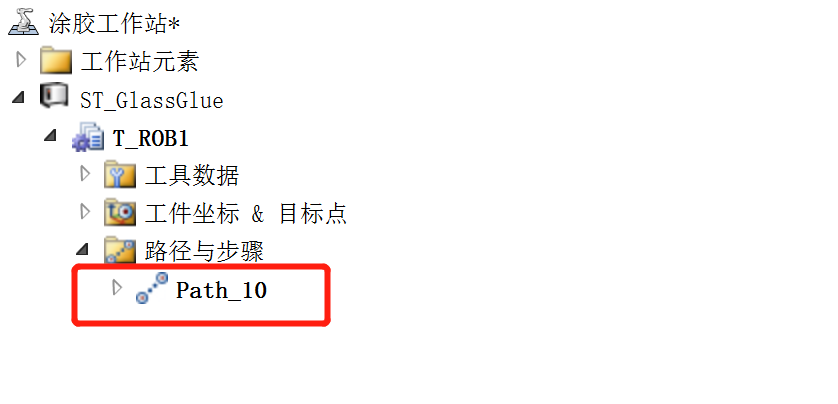 涂胶工作站*
工作站元素
ST_GlassGlue
T_ROB1
工具数据
工件坐标 & 目标点
路径与步骤
Path_10